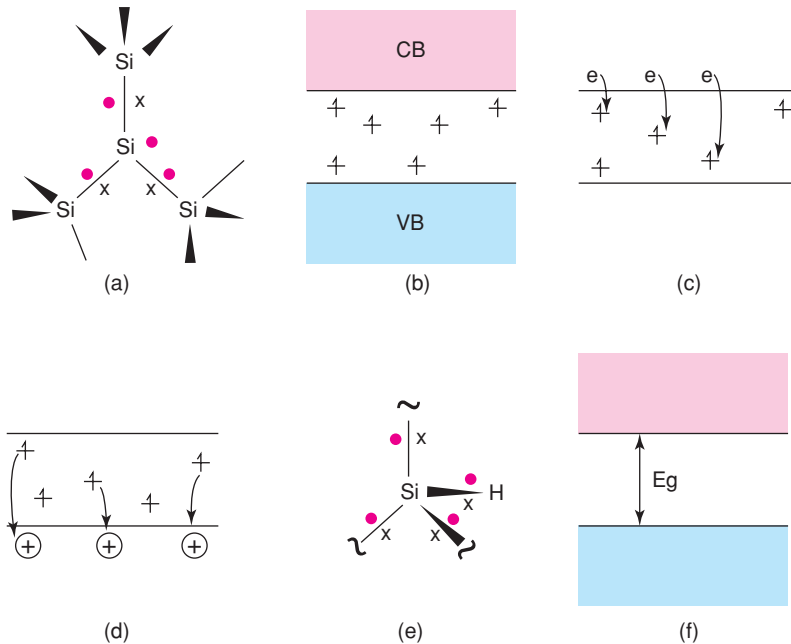 Si
x
Si
x x
Si Si
(a)
CB
VB
(b)
e e e
(c)
+ + +
(d)
~
x
Si H
x
x x
~ ~
(e)
Eg
(f)